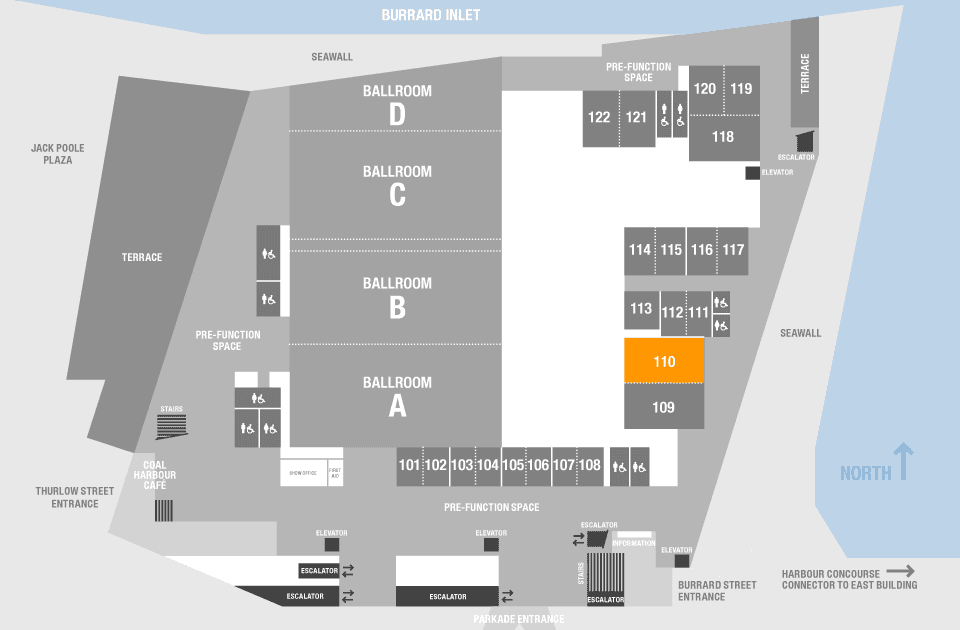 BURRARD INLET
SEAWALL
PRE-FUNCTION
SPACE
TERRACE
BALLROOM
D
120 119
122 121
118
JACK POOLE
PLAZA
ESCALATOR
ELEVATOR
BALLROOM
C
TERRACE
114 115 116 117
BALLROOM
B
113 112 111
PRE-FUNCTION
SPACE
SEAWALL
110
BALLROOM
A
109
STAIRS
COAL
HARBOUR
CAFÉ
SHOW OFFICE
FIRST
AID
101 102 103 104 105 106 107 108
NORTH
THURLOW STREET
ENTRANCE
PRE-FUNCTION SPACE
ELEVATOR
ELEVATOR
ESCALATOR
INFORMATION
ELEVATOR
ESCALATOR
STAIRS
ESCALATOR
ESCALATOR
ESCALATOR
BURRARD STREET
ENTRANCE
HARBOUR CONCOURSE
CONNECTOR TO EAST BUILDING
PARKADE ENTRANCE